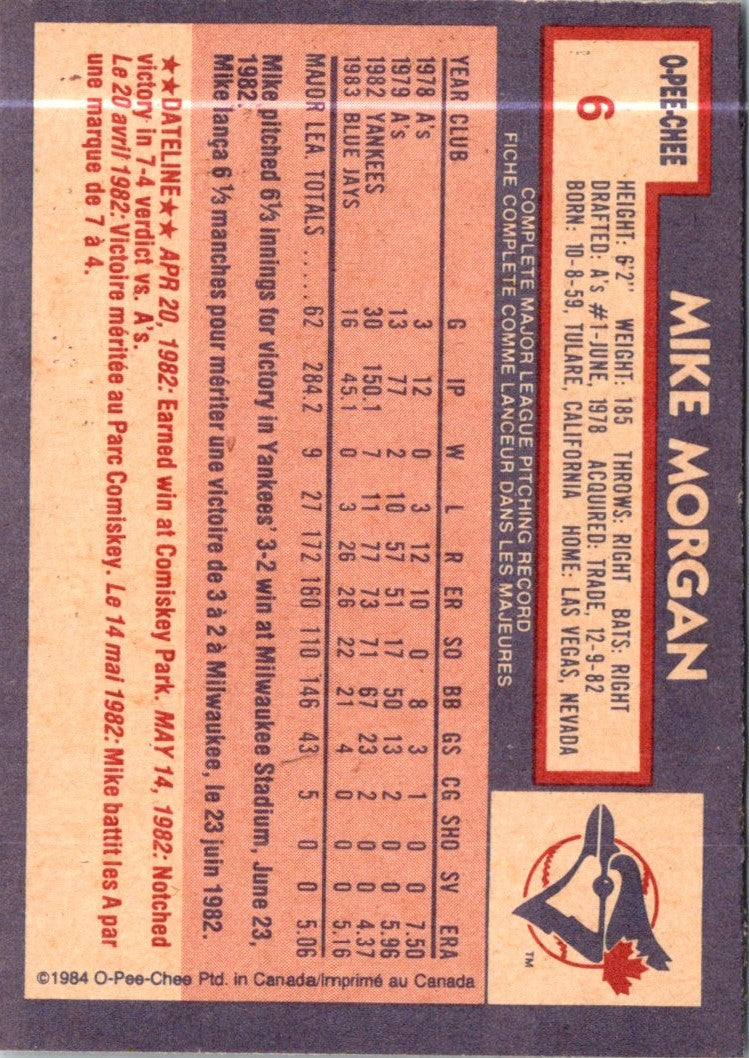 O-PEE-CHEE
6
MIKE MORGAN
HEIGHT: 6'2" WEIGHT: 185 THROWS: RIGHT BATS: RIGHT
DRAFTED: A's #1-JUNE, 1978 ACQUIRED: TRADE, 12-9-82
BORN: 10-8-59, TULARE, CALIFORNIA HOME: LAS VEGAS, NEVADA
COMPLETE MAJOR LEAGUE PITCHING RECORD
FICHE COMPLETE COMME LANCEUR DANS LES MAJEURES
TM
YEAR CLUB G IP W L R ER SO BB GS CG SHO SV ERA
1978 A's 3 12 0 3 12 10 0 8 3 1 0 0 7.50
1979 A's 13 77 2 10 57 51 17 50 13 2 0 0 5.96
1982 YANKEES 30 150.1 7 11 77 73 71 67 23 2 0 0 4.37
1983 BLUE JAYS 16 45.1 0 3 26 26 22 21 4 0 0 0 5.16
MAJOR LEA. TOTALS ..... 62 284.2 9 27 172 160 110 146 43 5 0 0 5.06
Mike pitched 6⅓ innings for victory in Yankees' 3-2 win at Milwaukee Stadium, June 23,
1982.
Mike lança 6 ⅓ manches pour mériter une victoire de 3 à 2 à Milwaukee, le 23 juin 1982.
★★DATELINE★★ APR 20, 1982: Earned win at Comiskey Park. MAY 14, 1982: Notched
victory in 7-4 verdict vs. A's.
Le 20 avril 1982: Victoire méritée au Parc Comiskey. Le 14 mai 1982: Mike battit les A par
une marque de 7 à 4.
©1984 O-Pee-Chee Ptd. in Canada/Imprimé au Canada